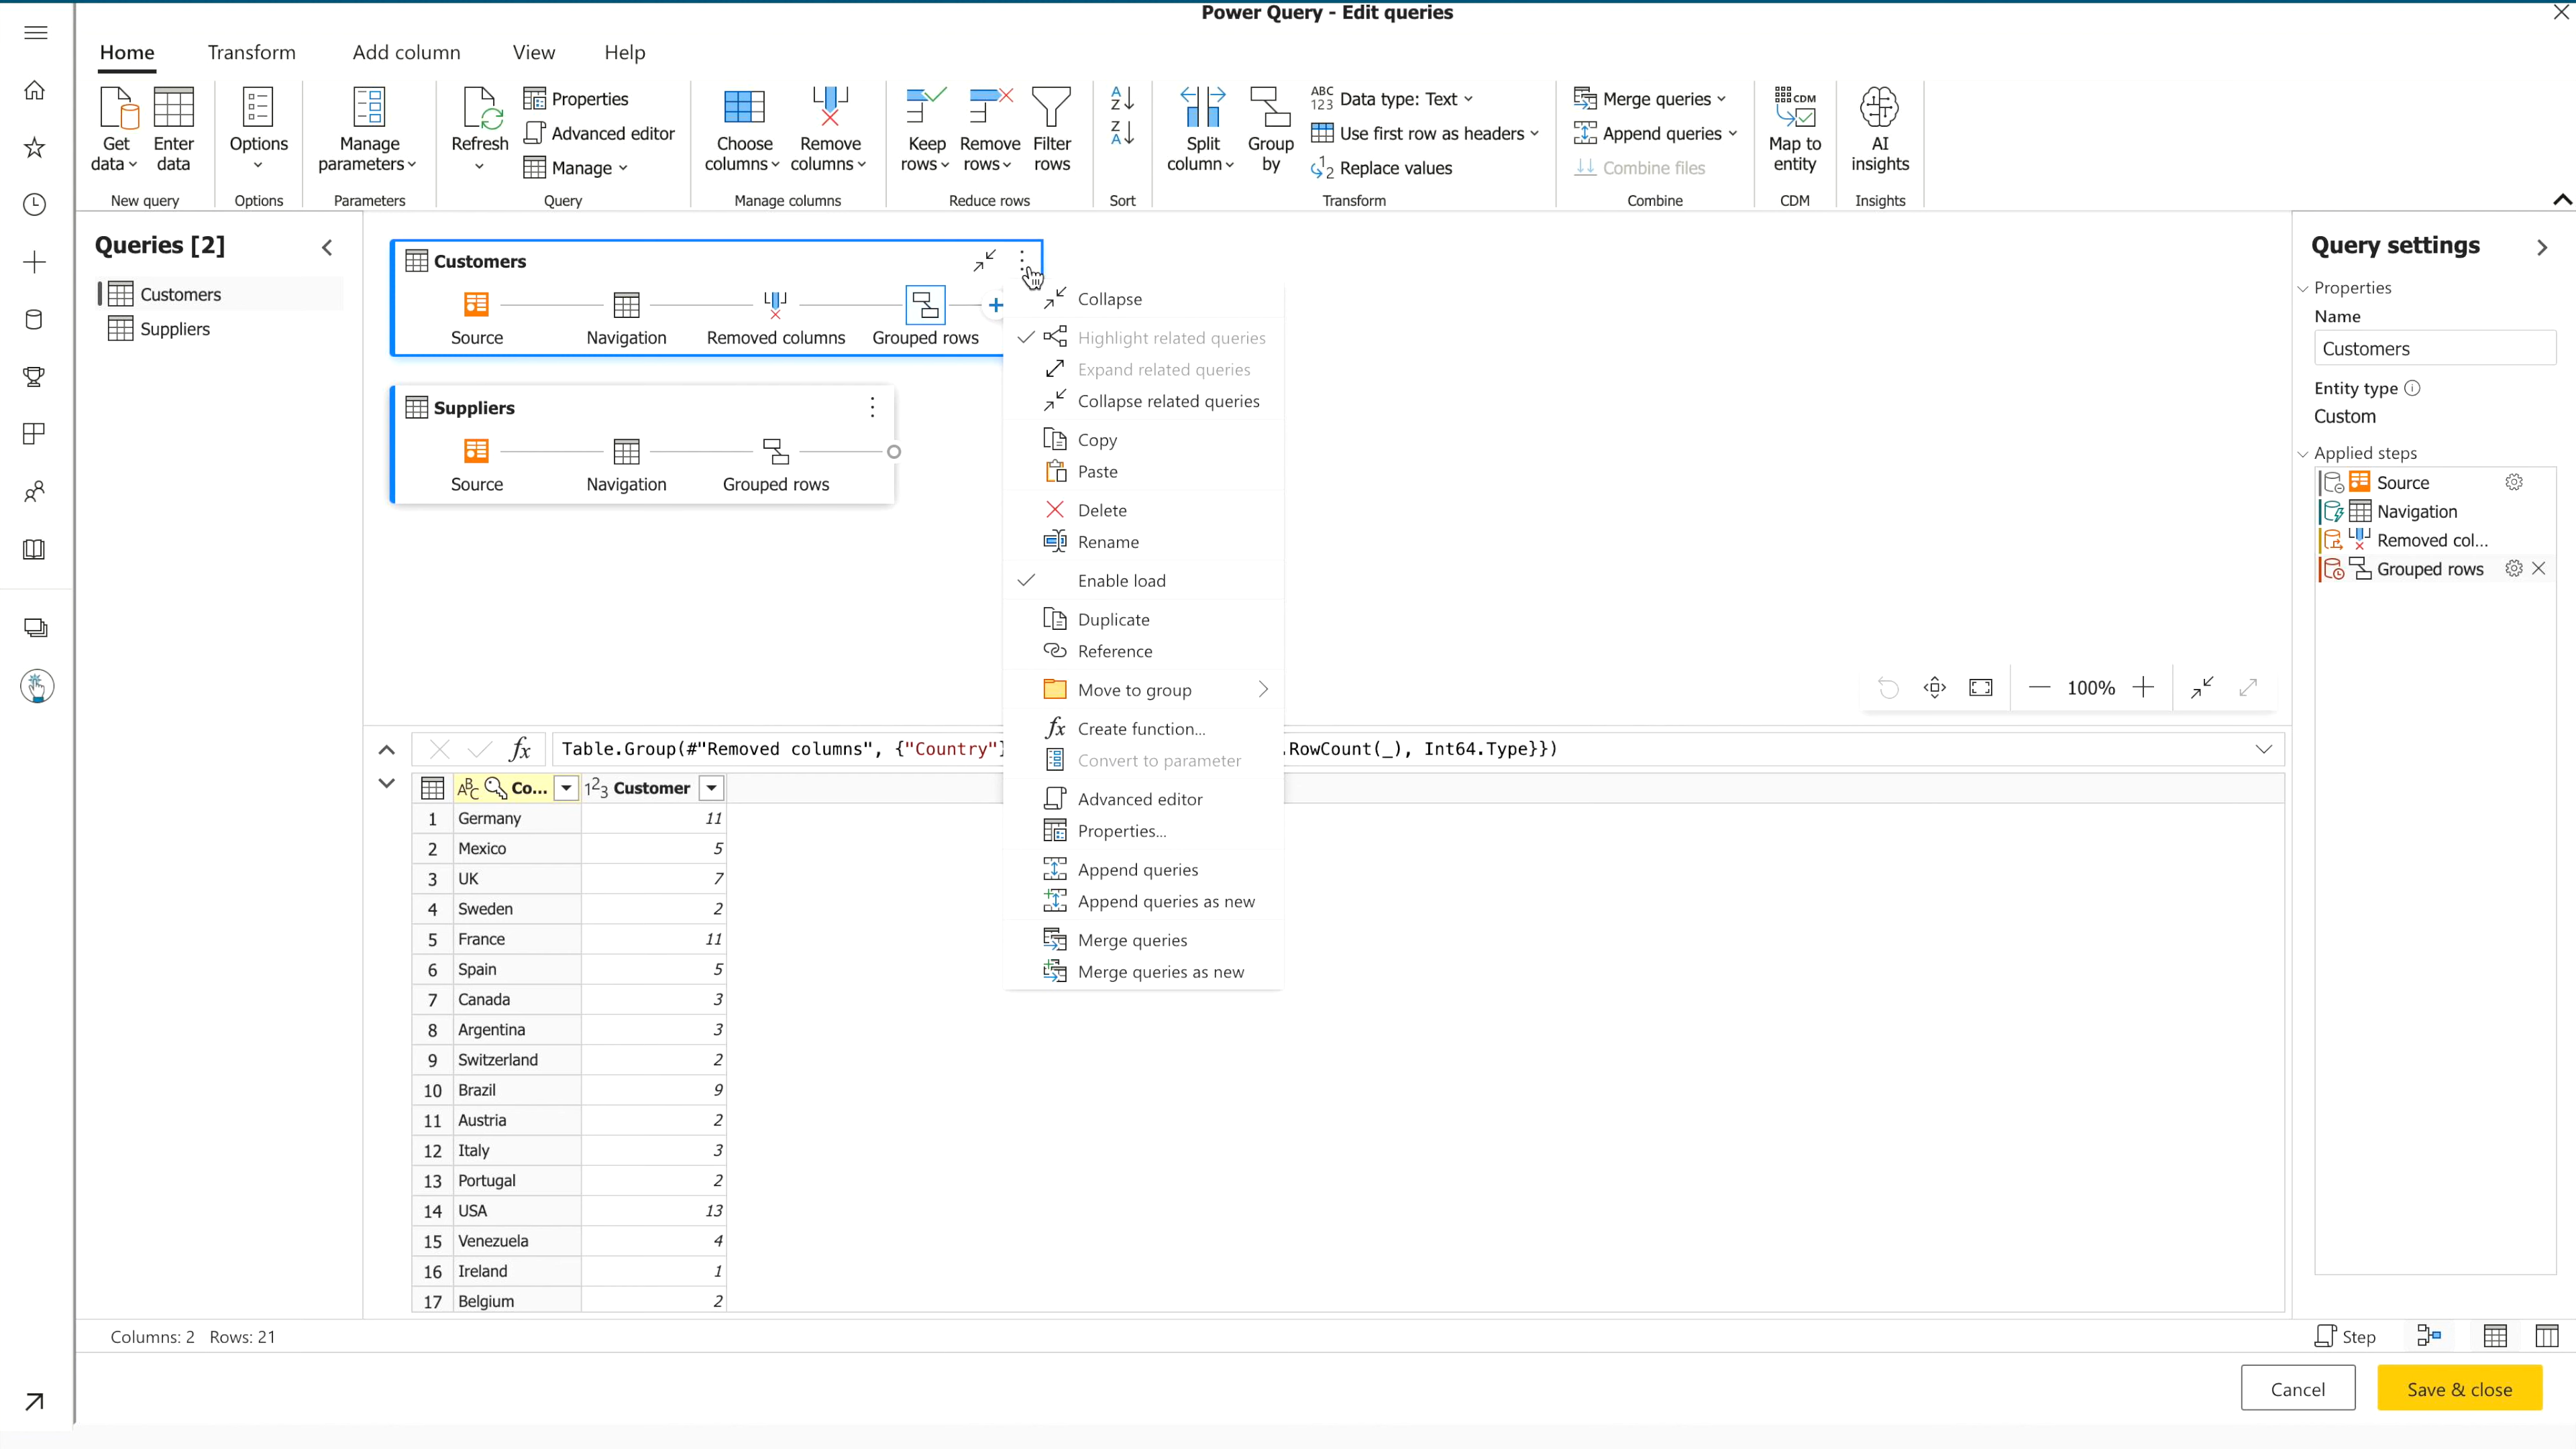 Power Query - Edit queries
Home Transform Add column View Help
Get data
Enter data
New query
Options
Options
Manage parameters
Parameters
Refresh
Properties
Advanced editor
Manage
Query
Choose columns
Remove columns
Manage columns
Keep rows
Remove rows
Filter rows
Reduce rows
Sort
Split column
Group by
Data type: Text
Use first row as headers
Replace values
Transform
Merge queries
Append queries
Combine files
Combine
CDM
Map to entity
CDM
AI insights
Insights
Queries [2]
Customers
Suppliers
Customers
Source Navigation Removed columns Grouped rows
Suppliers
Source Navigation Grouped rows
Collapse
Highlight related queries
Expand related queries
Collapse related queries
Copy
Paste
Delete
Rename
Enable load
Duplicate
Reference
Move to group
Create function...
Convert to parameter
Advanced editor
Properties...
Append queries
Append queries as new
Merge queries
Merge queries as new
100%
fx Table.Group(#"Removed columns", {"Country"} .RowCount(_), Int64.Type}})
ABC Co... 123 Customer
1 Germany 11
2 Mexico 5
3 UK 7
4 Sweden 2
5 France 11
6 Spain 5
7 Canada 3
8 Argentina 3
9 Switzerland 2
10 Brazil 9
11 Austria 2
12 Italy 3
13 Portugal 2
14 USA 13
15 Venezuela 4
16 Ireland 1
17 Belgium 2
Query settings
Properties
Name
Customers
Entity type
Custom
Applied steps
Source
Navigation
Removed col...
Grouped rows
Columns: 2 Rows: 21
Step
Cancel
Save & close